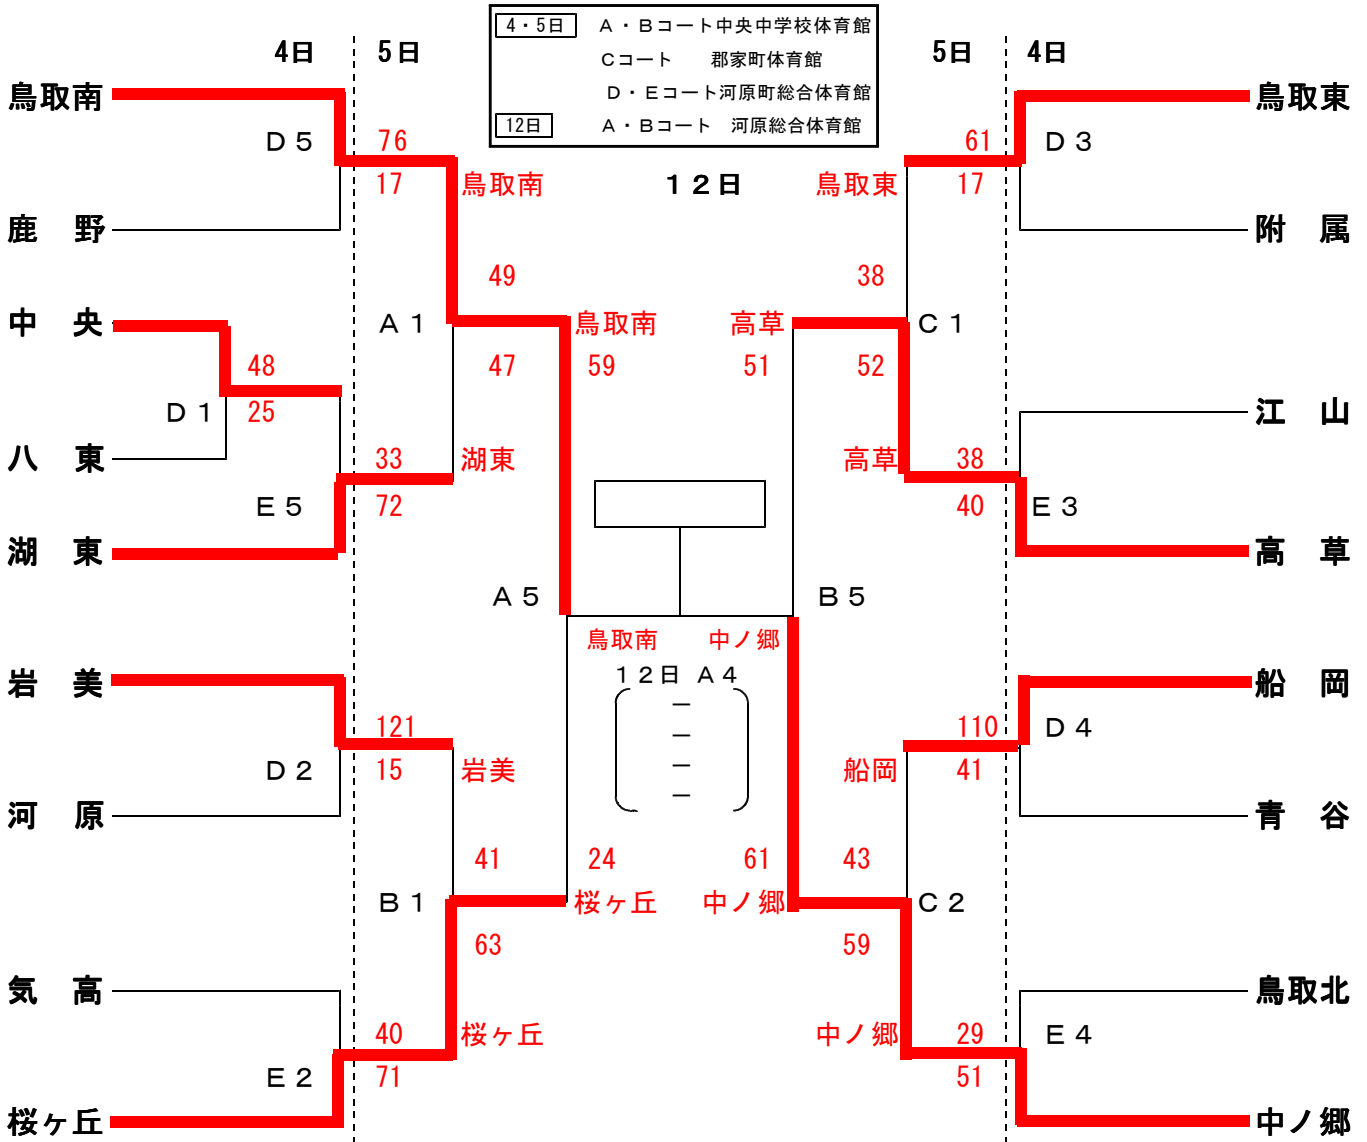 4・5日 A・Bコート中央中学校体育館
Cコート 郡家町体育館
D・Eコート河原町総合体育館
12日 A・Bコート 河原総合体育館
4日 5日 5日 4日
鳥取南 鳥取東
D5 76 61 D3
17 鳥取南 12日 鳥取東 17
鹿 野 附 属
49 38
中 央 A1 鳥取南 高草 C1
48 47 59 51 52
D1 25 江 山
八 東 33 湖東 高草 38
E5 72 40 E3
湖 東 高 草
A5 B5
鳥取南 中ノ郷
岩 美 12日 A4 船 岡
ー
121 ー 110 D4
D2 15 岩美 ー 船岡 41
ー
河 原 青 谷
41 24 61 43
B1 桜ヶ丘 中ノ郷 C2
63 59
気 高 鳥取北
40 桜ヶ丘 中ノ郷 29 E4
E2 71 51
桜ヶ丘 中ノ郷